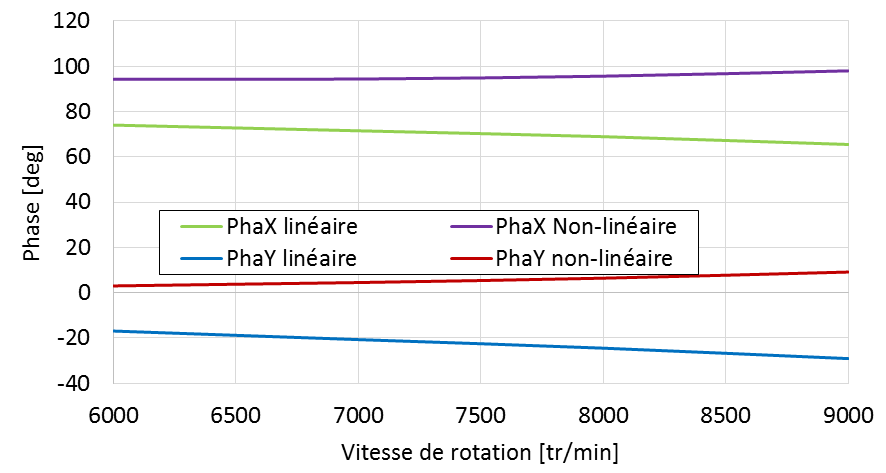 120
100
80
60
40
20
0
-20
-40
Phase [deg]
PhaX linéaire PhaX Non-linéaire
PhaY linéaire PhaY non-linéaire
6000 6500 7000 7500 8000 8500 9000
Vitesse de rotation [tr/min]